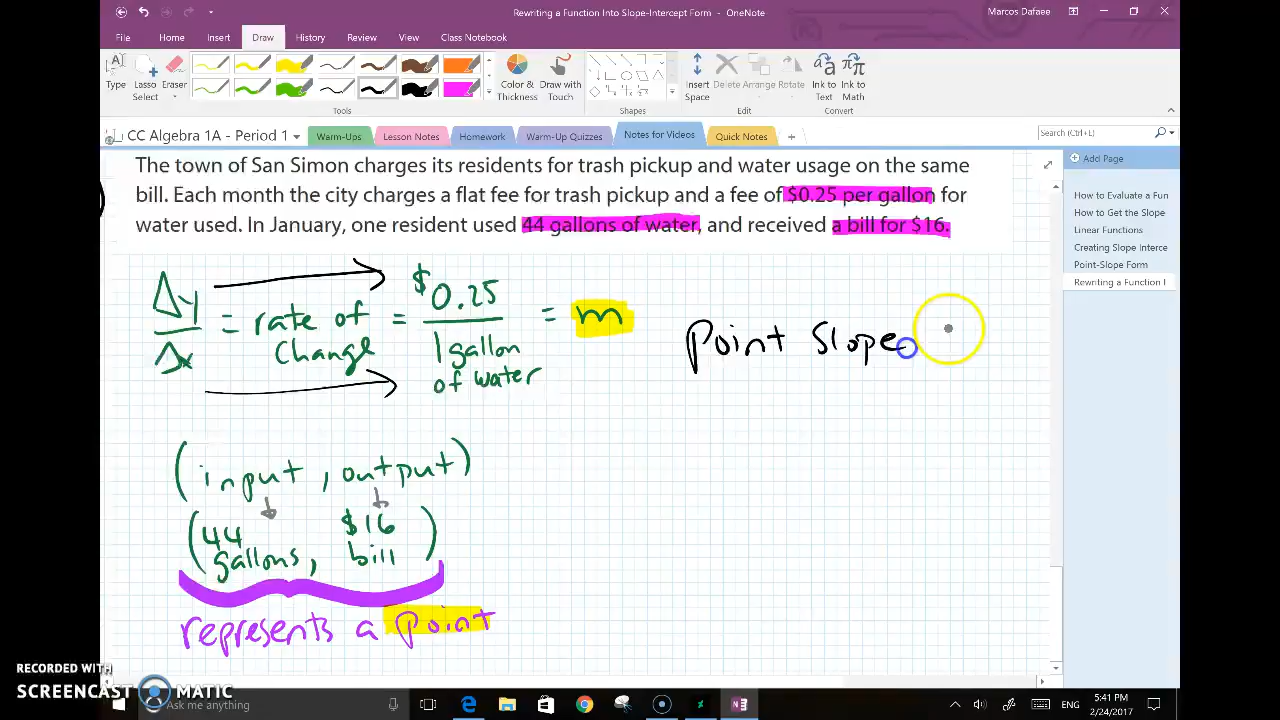 Rewriting a Function Into Slope-Intercept Form - OneNote
Marcos Dafaee
File Home Insert Draw History Review View Class Notebook
Type Lasso Select Eraser Color & Thickness Draw with Touch Insert Space Delete Arrange Rotate Ink to Text Ink to Math
Tools Shapes Edit Convert
CC Algebra 1A - Period 1 Warm-Ups Lesson Notes Homework Warm-Up Quizzes Notes for Videos Quick Notes + Search (Ctrl+E)
The town of San Simon charges its residents for trash pickup and water usage on the same
bill. Each month the city charges a flat fee for trash pickup and a fee of $0.25 per gallon for
water used. In January, one resident used 44 gallons of water, and received a bill for $16.
Add Page
How to Evaluate a Fun
How to Get the Slope
Linear Functions
Creating Slope Interce
Point-Slope Form
Rewriting a Function I
Δy
Δx
= rate of
change
= $0.25
1 gallon
of water
= m
Point Slope
(input, output)
(44 gallons, $16 bill)
represents a point
RECORDED WITH
SCREENCAST MATIC
Ask me anything
ENG
5:41 PM
2/24/2017